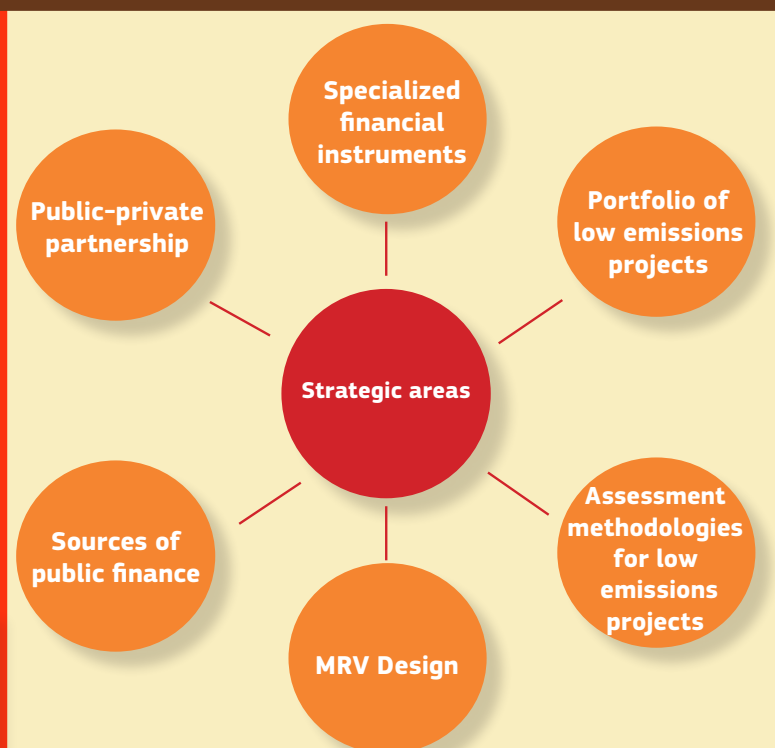 Specialized
financial
instruments
Public-private
partnership
Portfolio of
low emissions
projects
Strategic areas
Sources of
public finance
Assessment
methodologies
for low
emissions
projects
MRV Design